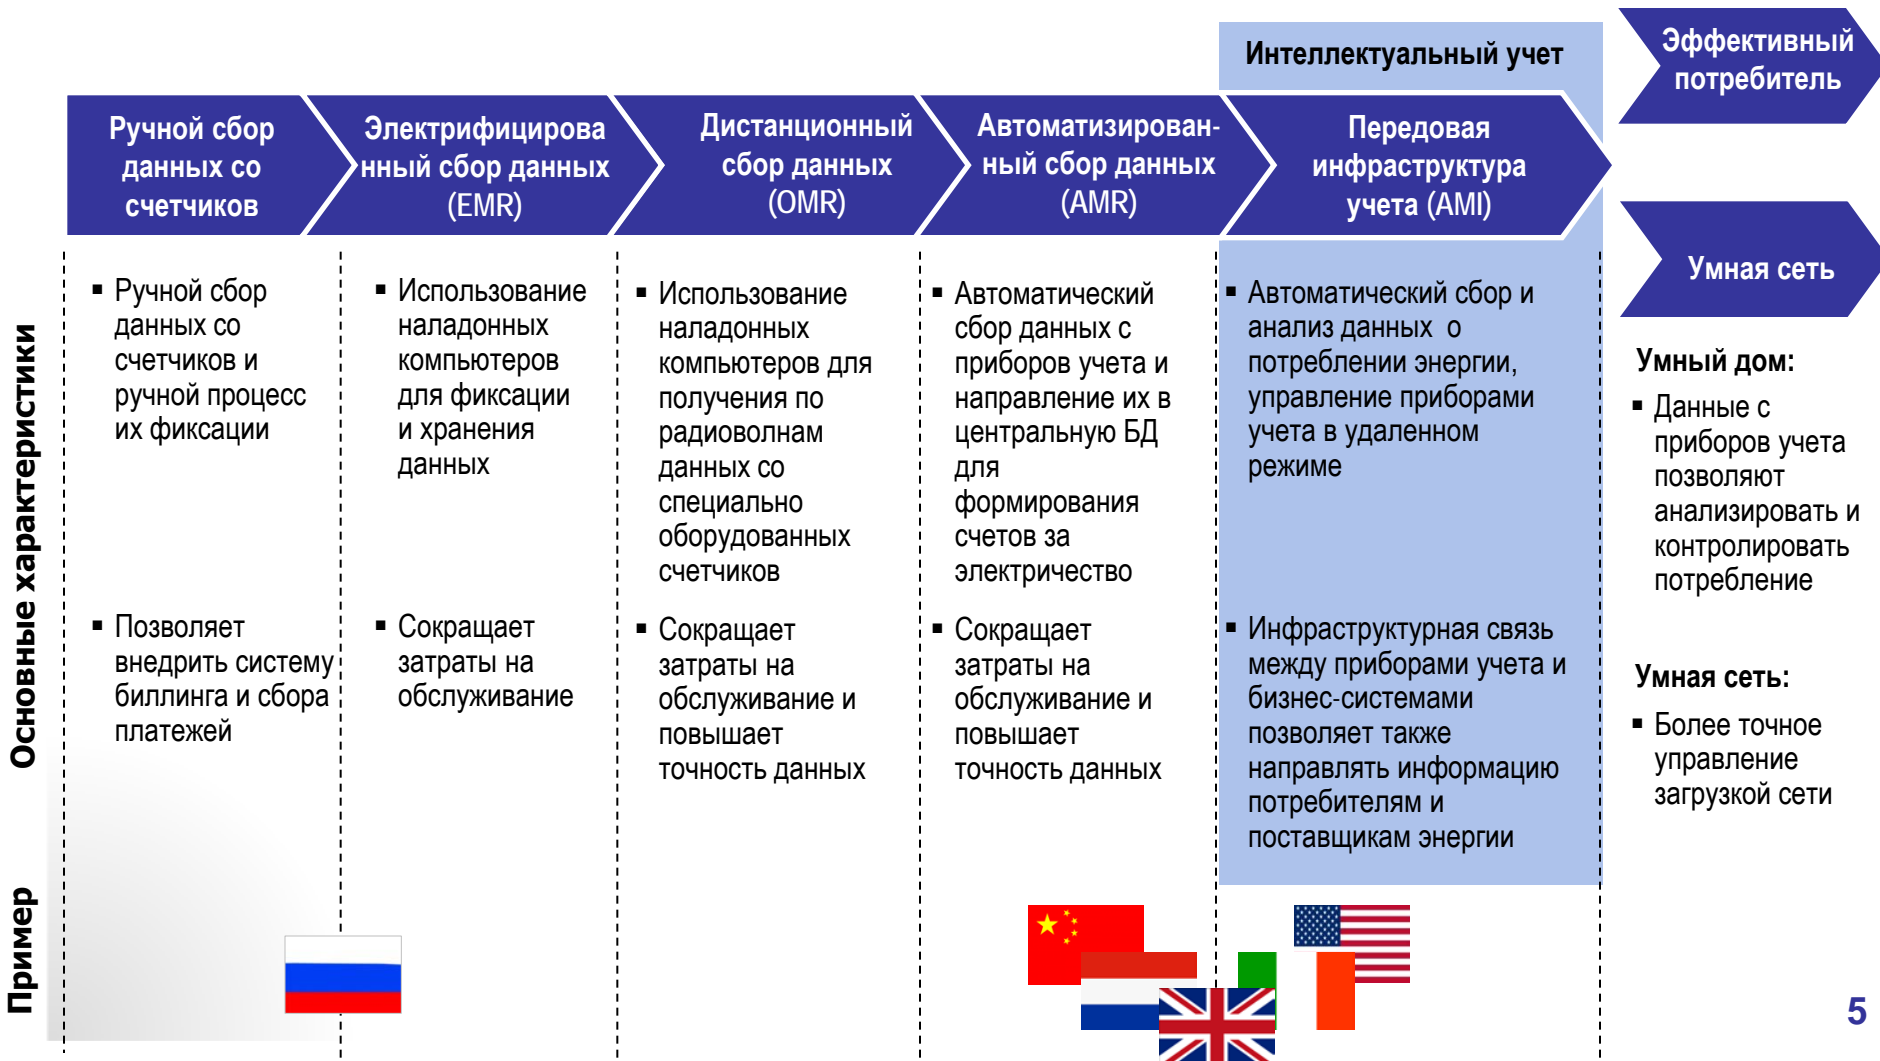 Интеллектуальный учет
Эффективный
потребитель
Ручной сбор
данных со
счетчиков
Электрифицирова
нный сбор данных
(EMR)
Дистанционный
сбор данных
(OMR)
Автоматизирован-
ный сбор данных
(AMR)
Передовая
инфраструктура
учета (AMI)
Умная сеть
Основные характеристики
▪ Ручной сбор
данных со
счетчиков и
ручной процесс
их фиксации
▪ Позволяет
внедрить систему
биллинга и сбора
платежей
▪ Использование
наладонных
компьютеров
для фиксации
и хранения
данных
▪ Сокращает
затраты на
обслуживание
▪ Использование
наладонных
компьютеров для
получения по
радиоволнам
данных со
специально
оборудованных
счетчиков
▪ Сокращает
затраты на
обслуживание и
повышает
точность данных
▪ Автоматический
сбор данных с
приборов учета и
направление их в
центральную БД
для
формирования
счетов за
электричество
▪ Сокращает
затраты на
обслуживание и
повышает
точность данных
▪ Автоматический сбор и
анализ данных о
потреблении энергии,
управление приборами
учета в удаленном
режиме
▪ Инфраструктурная связь
между приборами учета и
бизнес-системами
позволяет также
направлять информацию
потребителям и
поставщикам энергии
Умный дом:
▪ Данные с
приборов учета
позволяют
анализировать и
контролировать
потребление
Умная сеть:
▪ Более точное
управление
загрузкой сети
Пример
5